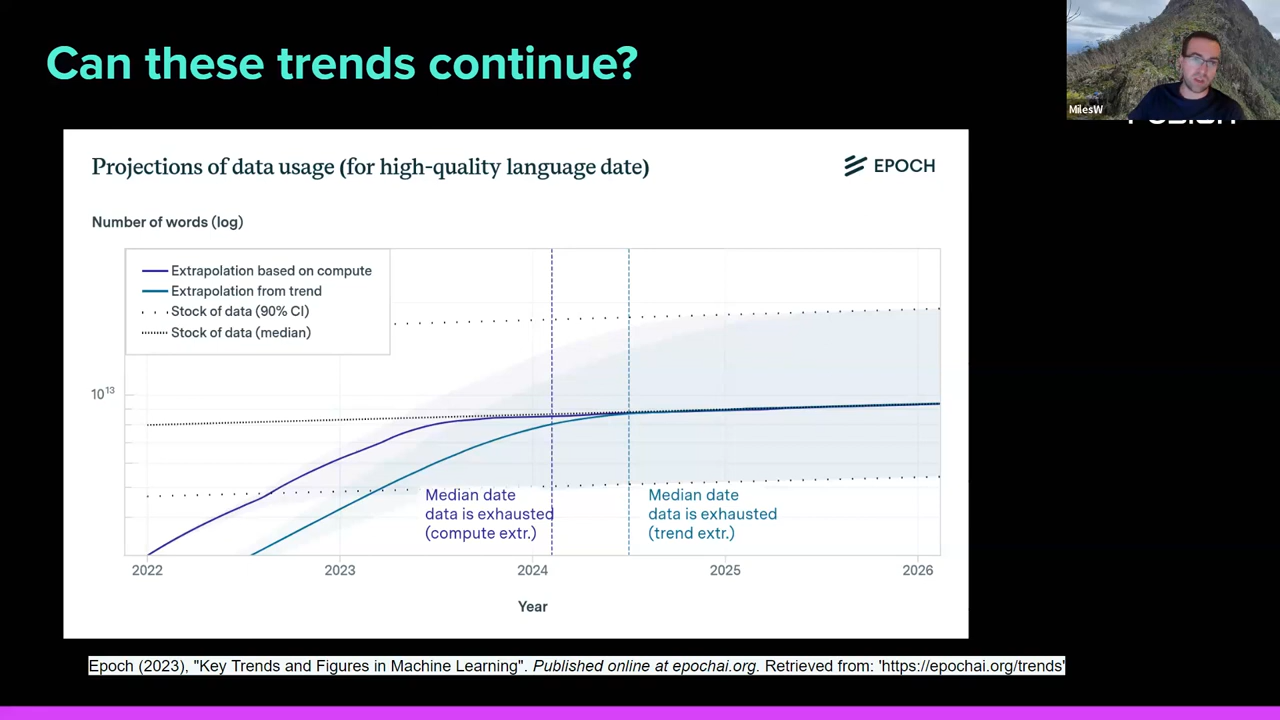 Can these trends continue?
MilesW
Projections of data usage (for high-quality language date)
EPOCH
Number of words (log)
Extrapolation based on compute
Extrapolation from trend
Stock of data (90% CI)
Stock of data (median)
10¹³
Median date
data is exhausted
(compute extr.)
Median date
data is exhausted
(trend extr.)
2022 2023 2024 2025 2026
Year
Epoch (2023), "Key Trends and Figures in Machine Learning". Published online at epochai.org. Retrieved from: 'https://epochai.org/trends'